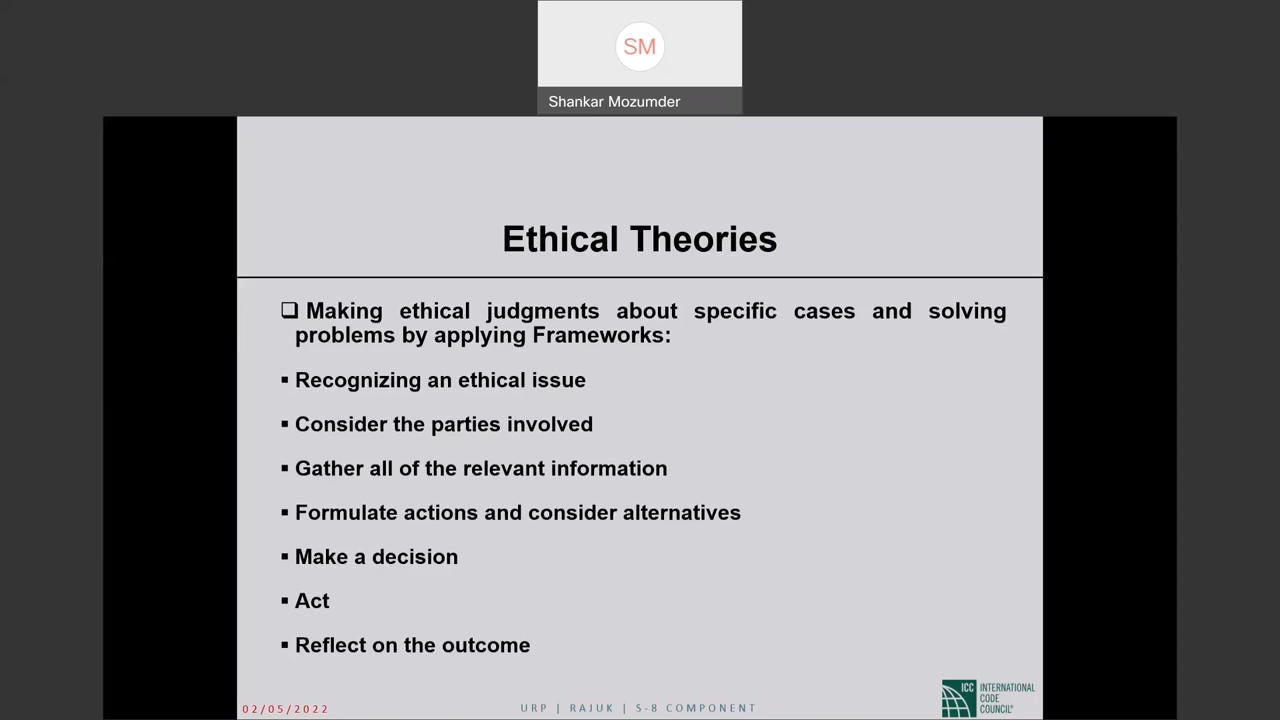 SM
Shankar Mozumder
Ethical Theories
❑ Making ethical judgments about specific cases and solving
problems by applying Frameworks:
▪ Recognizing an ethical issue
▪ Consider the parties involved
▪ Gather all of the relevant information
▪ Formulate actions and consider alternatives
▪ Make a decision
▪ Act
▪ Reflect on the outcome
02/05/2022
URP | RAJUK | S-8 COMPONENT
ICC INTERNATIONAL
CODE
COUNCIL®